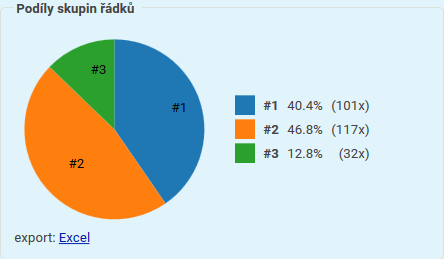 Podíly skupin řádků
#3
#1
#2
#1 40.4% (101x)
#2 46.8% (117x)
#3 12.8% (32x)
export: Excel